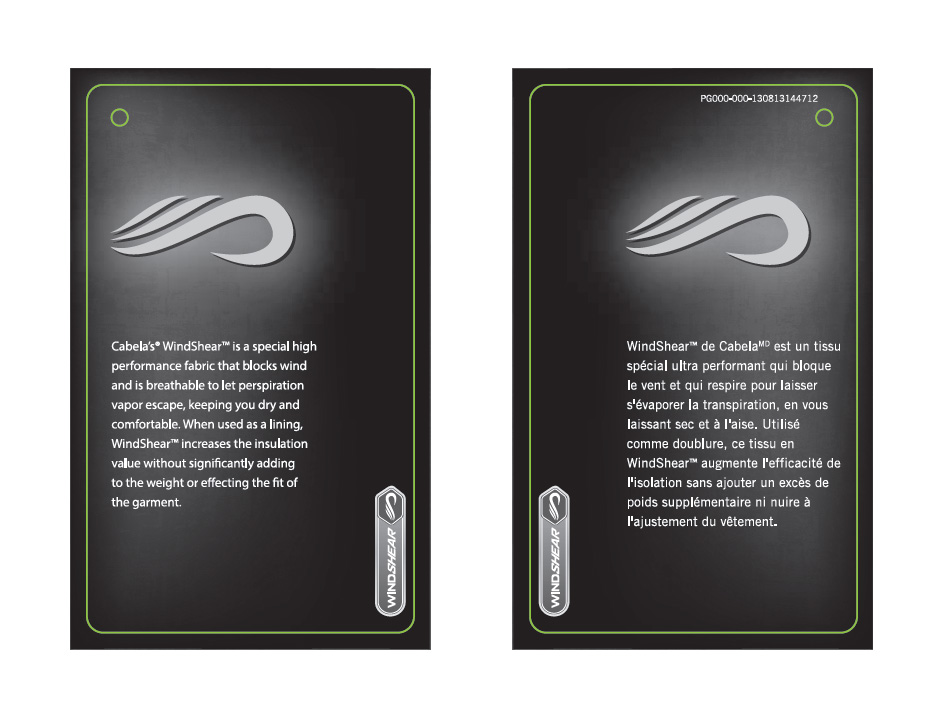 Cabela's® WindShear™ is a special high
performance fabric that blocks wind
and is breathable to let perspiration
vapor escape, keeping you dry and
comfortable. When used as a lining,
WindShear™ increases the insulation
value without significantly adding
to the weight or effecting the fit of
the garment.
WINDSHEAR
PG000-000-130813144712
WindShear™ de Cabelaᴹᴰ est un tissu
spécial ultra performant qui bloque
le vent et qui respire pour laisser
s'évaporer la transpiration, en vous
laissant sec et à l'aise. Utilisé
comme doublure, ce tissu en
WindShear™ augmente l'efficacité de
l'isolation sans ajouter un excès de
poids supplémentaire ni nuire à
l'ajustement du vêtement.
WINDSHEAR